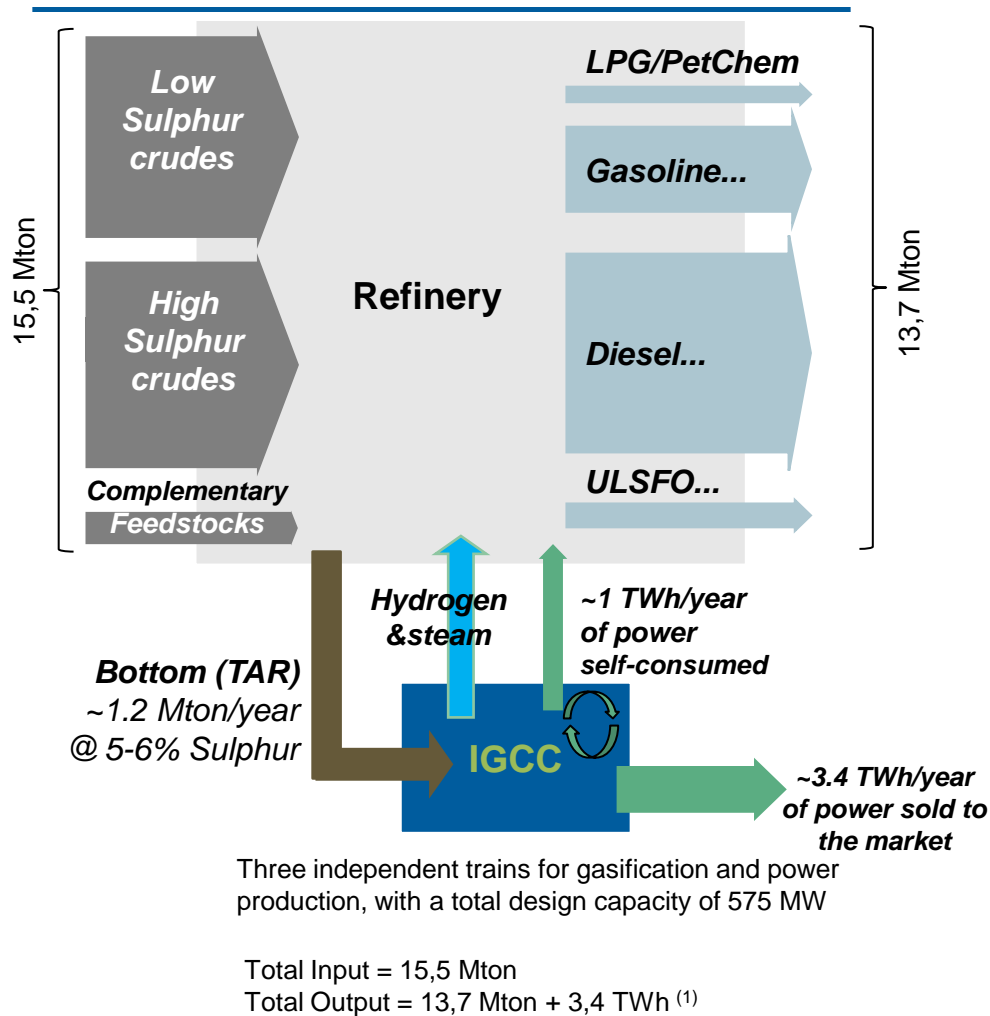 15,5 Mton
Low
Sulphur
crudes
High
Sulphur
crudes
Complementary
Feedstocks
Refinery
LPG/PetChem
Gasoline...
Diesel...
ULSFO...
13,7 Mton
Hydrogen
&steam
~1 TWh/year
of power
self-consumed
Bottom (TAR)
~1.2 Mton/year
@ 5-6% Sulphur
IGCC
~3.4 TWh/year
of power sold to
the market
Three independent trains for gasification and power
production, with a total design capacity of 575 MW
Total Input = 15,5 Mton
Total Output = 13,7 Mton + 3,4 TWh (1)